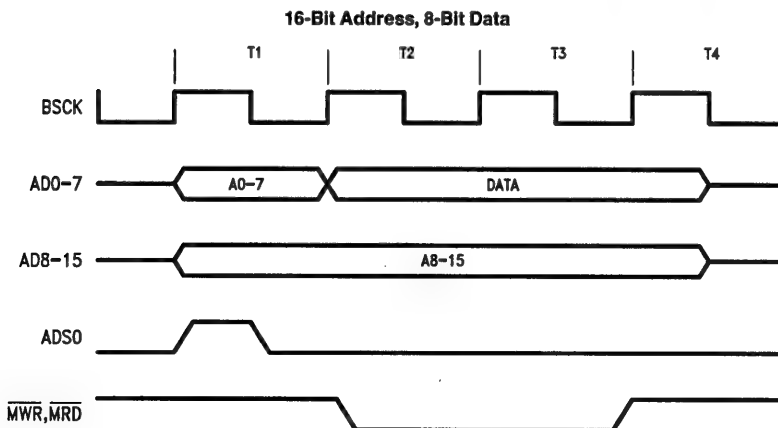 16-Bit Address, 8-Bit Data
T1 T2 T3 T4
BSCK
AD0-7 A0-7 DATA
AD8-15 A8-15
ADS0
MWR,MRD